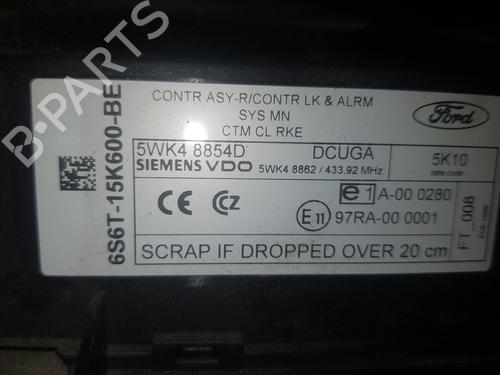 CONTR ASY-R/CONTR LK & ALRM
SYS MN
CTM CL RKE
Ford
5WK4 8854D DCUGA 5K10
SIEMENS VDO 5WK4 8862 / 433.92 MHz date code
CE CZ e1 A-00 0280
E11 97RA-00 0001
SCRAP IF DROPPED OVER 20 cm
6S6T-15K600-BE
FT_008
B-Parts